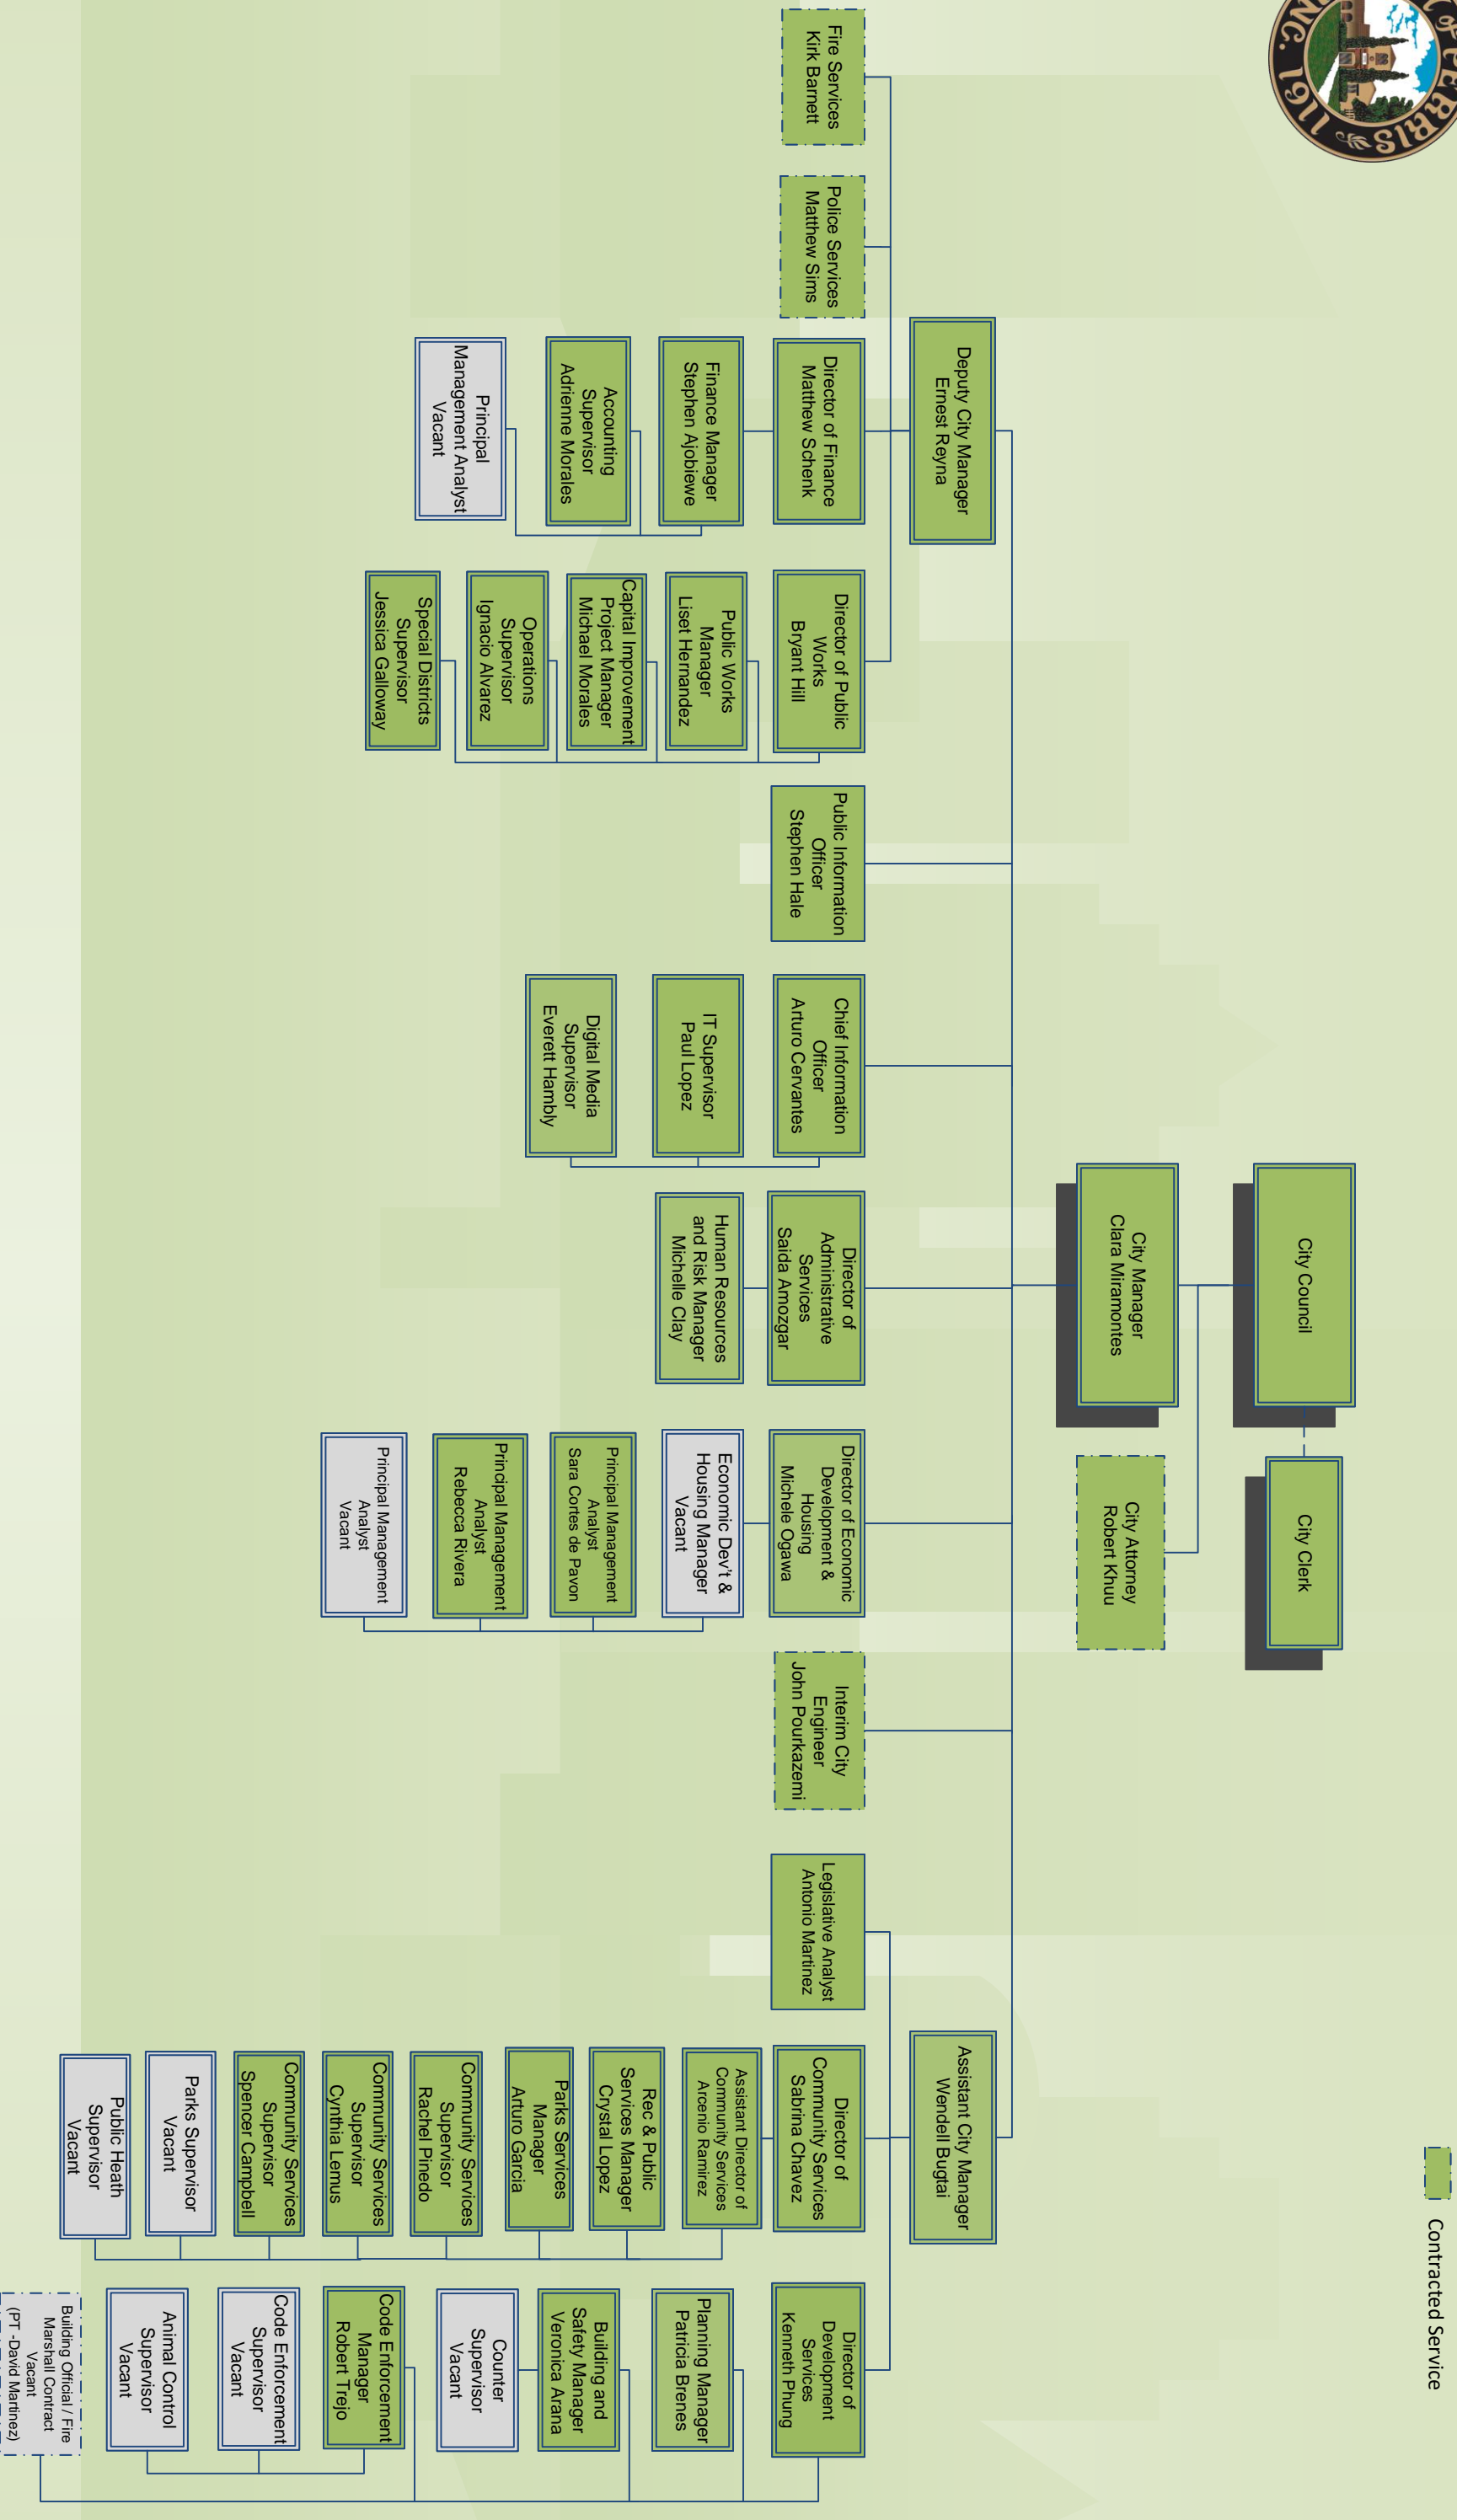 OF PERRIS
INC. 1911
Contracted Service
City Council
City Clerk
City Manager
Clara Miramontes
City Attorney
Robert Khuu
Deputy City Manager
Ernest Reyna
Assistant City Manager
Wendell Bugtai
Fire Services
Kirk Barnett
Police Services
Matthew Sims
Director of Finance
Matthew Schenk
Finance Manager
Stephen Ajobiewe
Accounting
Supervisor
Adrienne Morales
Principal
Management Analyst
Vacant
Director of Public
Works
Bryant Hill
Public Works
Manager
Liset Hernandez
Capital Improvement
Project Manager
Michael Morales
Operations
Supervisor
Ignacio Alvarez
Special Districts
Supervisor
Jessica Galloway
Public Information
Officer
Stephen Hale
Chief Information
Officer
Arturo Cervantes
IT Supervisor
Paul Lopez
Digital Media
Supervisor
Everett Hambly
Director of
Administrative
Services
Saida Amozgar
Human Resources
and Risk Manager
Michelle Clay
Director of Economic
Development &
Housing
Michele Ogawa
Economic Dev't &
Housing Manager
Vacant
Principal Management
Analyst
Sara Cortes de Pavon
Principal Management
Analyst
Rebecca Rivera
Principal Management
Analyst
Vacant
Interim City
Engineer
John Pourkazemi
Legislative Analyst
Antonio Martinez
Director of
Community Services
Sabrina Chavez
Assistant Director of
Community Services
Arcenio Ramirez
Rec & Public
Services Manager
Crystal Lopez
Parks Services
Manager
Arturo Garcia
Community Services
Supervisor
Rachel Pinedo
Community Services
Supervisor
Cynthia Lemus
Community Services
Supervisor
Spencer Campbell
Parks Supervisor
Vacant
Public Heath
Supervisor
Vacant
Director of
Development
Services
Kenneth Phung
Planning Manager
Patricia Brenes
Building and
Safety Manager
Veronica Arana
Counter
Supervisor
Vacant
Code Enforcement
Manager
Robert Trejo
Code Enforcement
Supervisor
Vacant
Animal Control
Supervisor
Vacant
Building Official / Fire
Marshall Contract
Vacant
(PT -David Martinez)